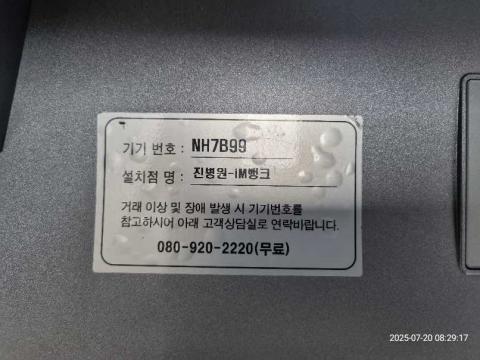 기기 번호 : NH7B99
설치점 명 : 진병원-iM뱅크
거래 이상 및 장애 발생 시 기기번호를
참고하시어 아래 고객상담실로 연락바랍니다.
080-920-2220(무료)
2025-07-20 08:29:17